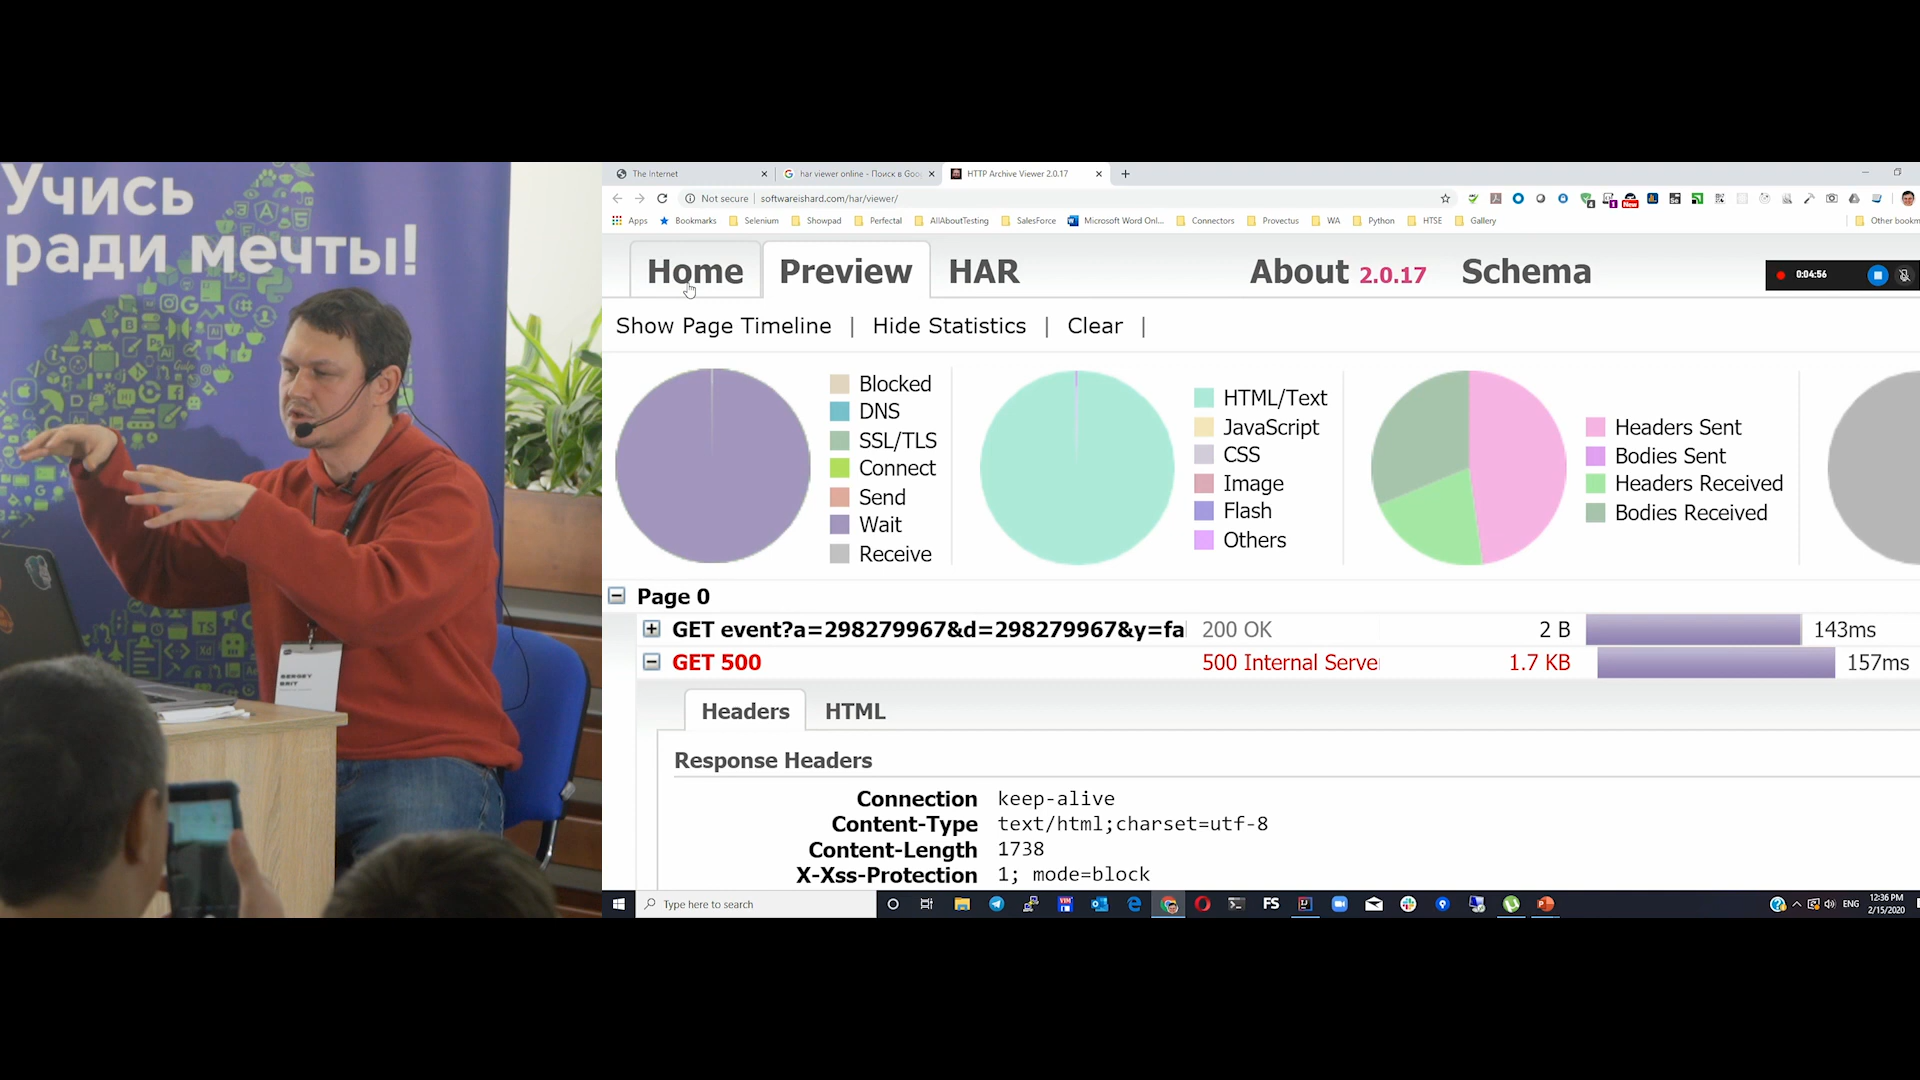 Учись
ради мечты!
SERGEY
BRIT
The Internet
har viewer online - Поиск в Goo
HTTP Archive Viewer 2.0.17
Not secure | softwareishard.com/har/viewer/
Apps
Bookmarks
Selenium
Showpad
Perfectal
AllAboutTesting
SalesForce
Microsoft Word Onl...
Connectors
Provectus
WA
Python
HTSE
Gallery
Other bookm
Home
Preview
HAR
About 2.0.17
Schema
0:04:56
Show Page Timeline | Hide Statistics | Clear |
Blocked
DNS
SSL/TLS
Connect
Send
Wait
Receive
HTML/Text
JavaScript
CSS
Image
Flash
Others
Headers Sent
Bodies Sent
Headers Received
Bodies Received
Page 0
GET event?a=298279967&d=298279967&y=fa 200 OK 2 B 143ms
GET 500 500 Internal Serve 1.7 KB 157ms
Headers
HTML
Response Headers
Connection keep-alive
Content-Type text/html;charset=utf-8
Content-Length 1738
X-Xss-Protection 1; mode=block
Type here to search
FS
ENG
12:36 PM
2/15/2020